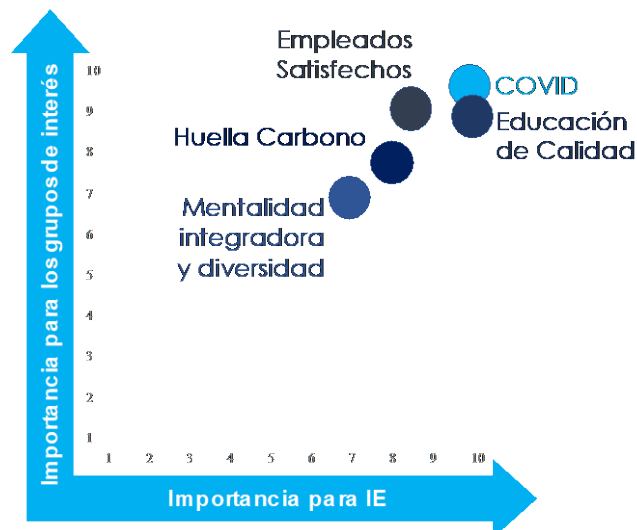 Empleados
Satisfechos
COVID
Educación
de Calidad
Huella Carbono
Mentalidad
integradora
y diversidad
Importancia para los grupos de interés
10
9
8
7
6
5
4
3
2
1
1 2 3 4 5 6 7 8 9 10
Importancia para IE